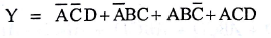 Y = A̅C̅D + A̅BC + ABC̅ + ACD